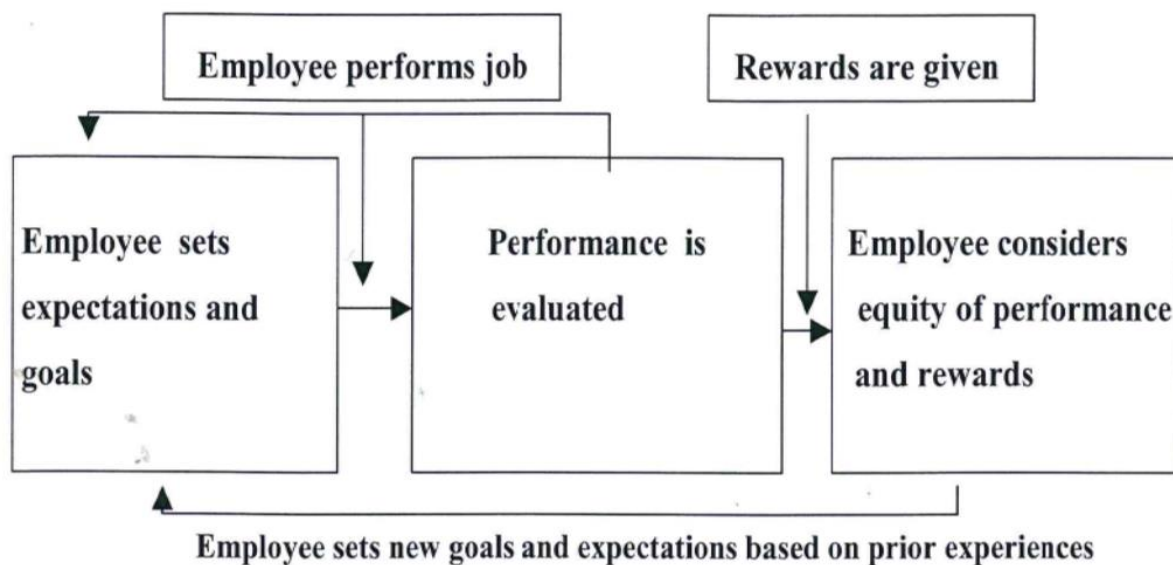 Employee performs job
Rewards are given
Employee sets
expectations and
goals
Performance is
evaluated
Employee considers
equity of performance
and rewards
Employee sets new goals and expectations based on prior experiences